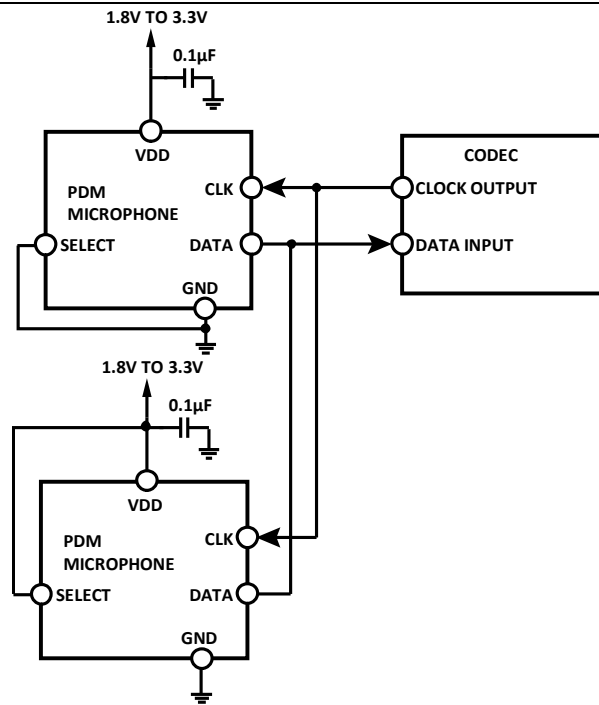 1.8V TO 3.3V
0.1µF
VDD
CODEC
PDM
MICROPHONE
CLK
CLOCK OUTPUT
SELECT
DATA
DATA INPUT
GND
1.8V TO 3.3V
0.1µF
VDD
PDM
MICROPHONE
CLK
SELECT
DATA
GND